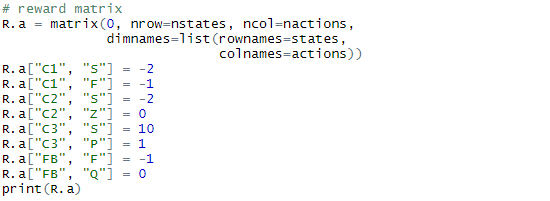 # reward matrix
R.a = matrix(0, nrow=nstates, ncol=nactions,
             dimnames=list(rownames=states,
                           colnames=actions))
R.a["C1", "S"] = -2
R.a["C1", "F"] = -1
R.a["C2", "S"] = -2
R.a["C2", "Z"] = 0
R.a["C3", "S"] = 10
R.a["C3", "P"] = 1
R.a["FB", "F"] = -1
R.a["FB", "Q"] = 0
print(R.a)